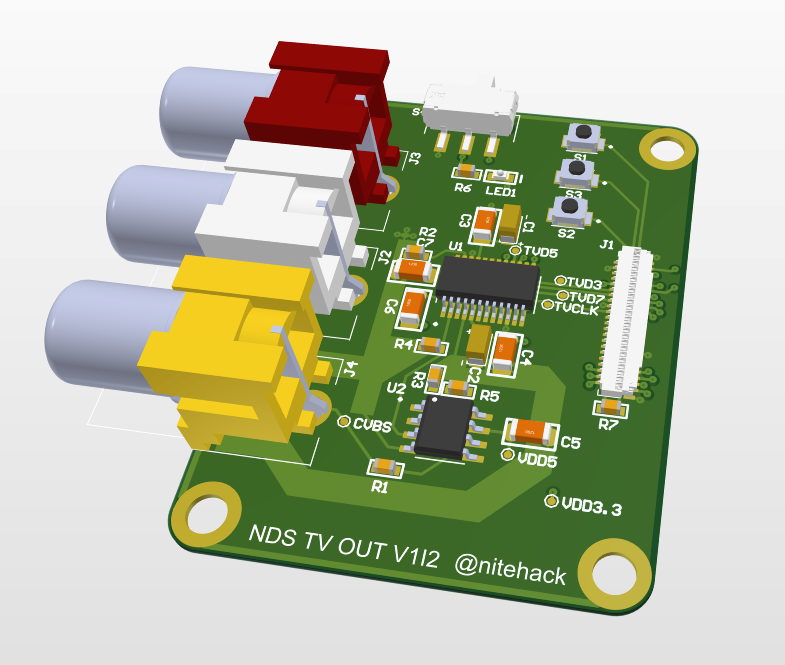 S
S1
J3
R6
LED1
S3
C3
C1
S2
R2
C7
U1
J1
TVD5
J2
TVD3
TVD7
TVCLK
C6
R4
C4
J4
C2
R3
U2
R5
R7
CVBS
C5
VDD5
R1
VDD3.3
NDS TV OUT V1I2 @nitehack